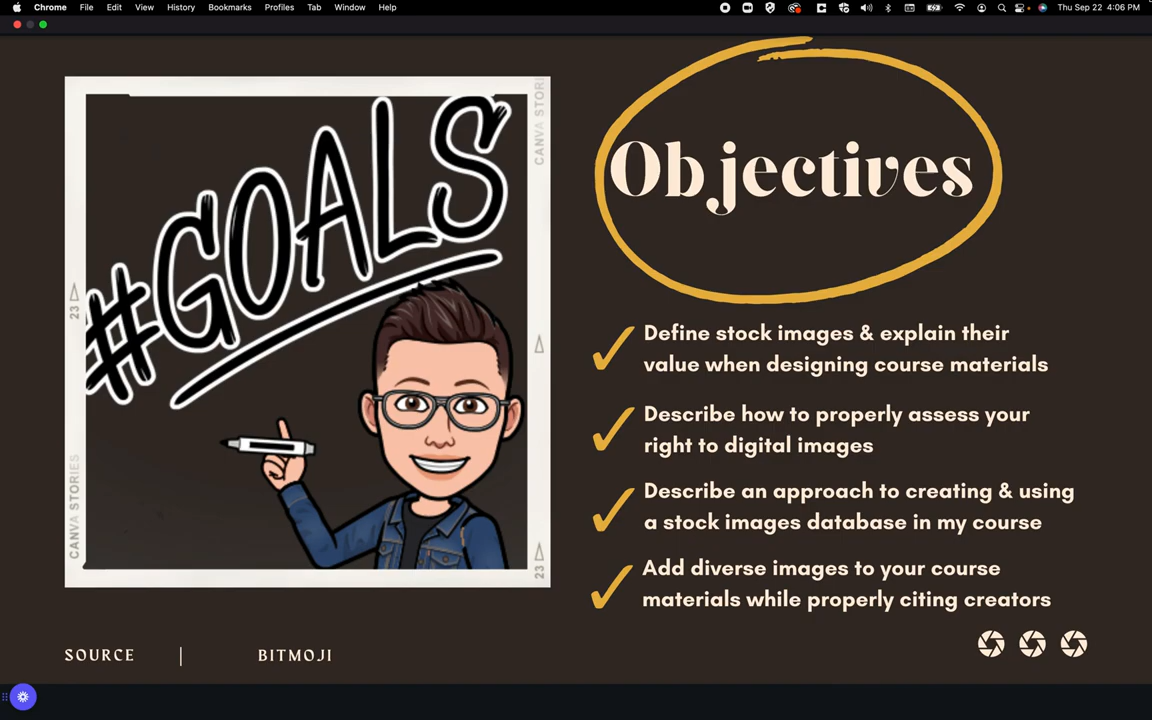 Chrome File Edit View History Bookmarks Profiles Tab Window Help Thu Sep 22 4:06 PM
#GOALS
CANVA STORIES
23
CANVA STORI
23
Objectives
Define stock images & explain their
value when designing course materials
Describe how to properly assess your
right to digital images
Describe an approach to creating & using
a stock images database in my course
Add diverse images to your course
materials while properly citing creators
SOURCE | BITMOJI